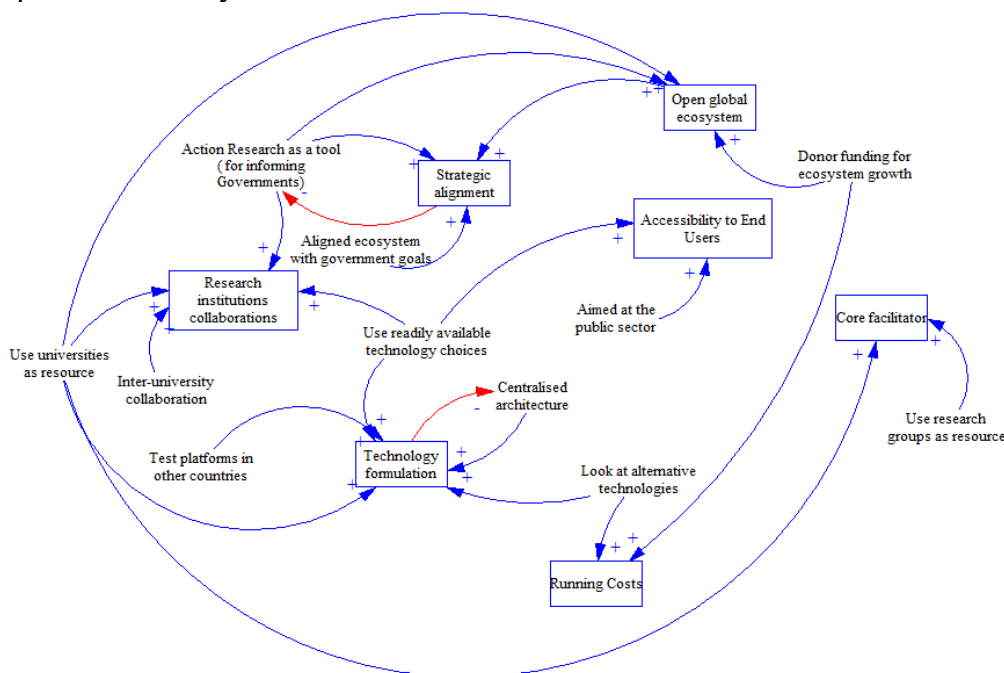 Open global
ecosystem
Action Research as a tool
(for informing
Governments)
Strategic
alignment
Donor funding for
ecosystem growth
Accessibility to End
Users
Aligned ecosystem
with government goals
Research
institutions
collaborations
Aimed at the
public sector
Core facilitator
Use readily available
technology choices
Use universities
as resource
Inter-university
collaboration
Centralised
architecture
Use research
groups as resource
Test platforms in
other countries
Technology
formulation
Look at alternative
technologies
Running Costs